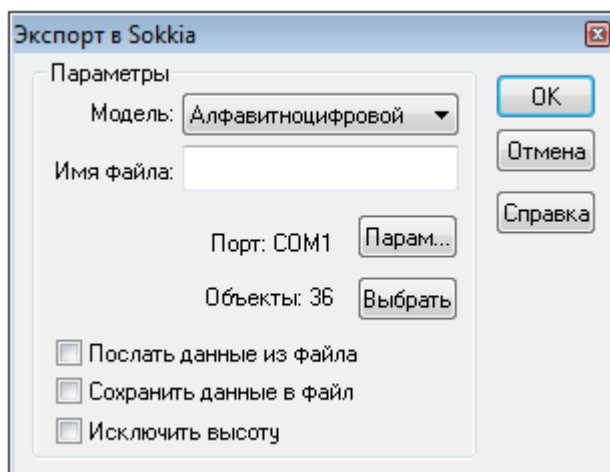 Экспорт в Sokkia
Параметры
Модель: Алфавитноцифровой
Имя файла:
Порт: COM1 Парам...
Объекты: 36 Выбрать
Послать данные из файла
Сохранить данные в файл
Исключить высоту
OK
Отмена
Справка